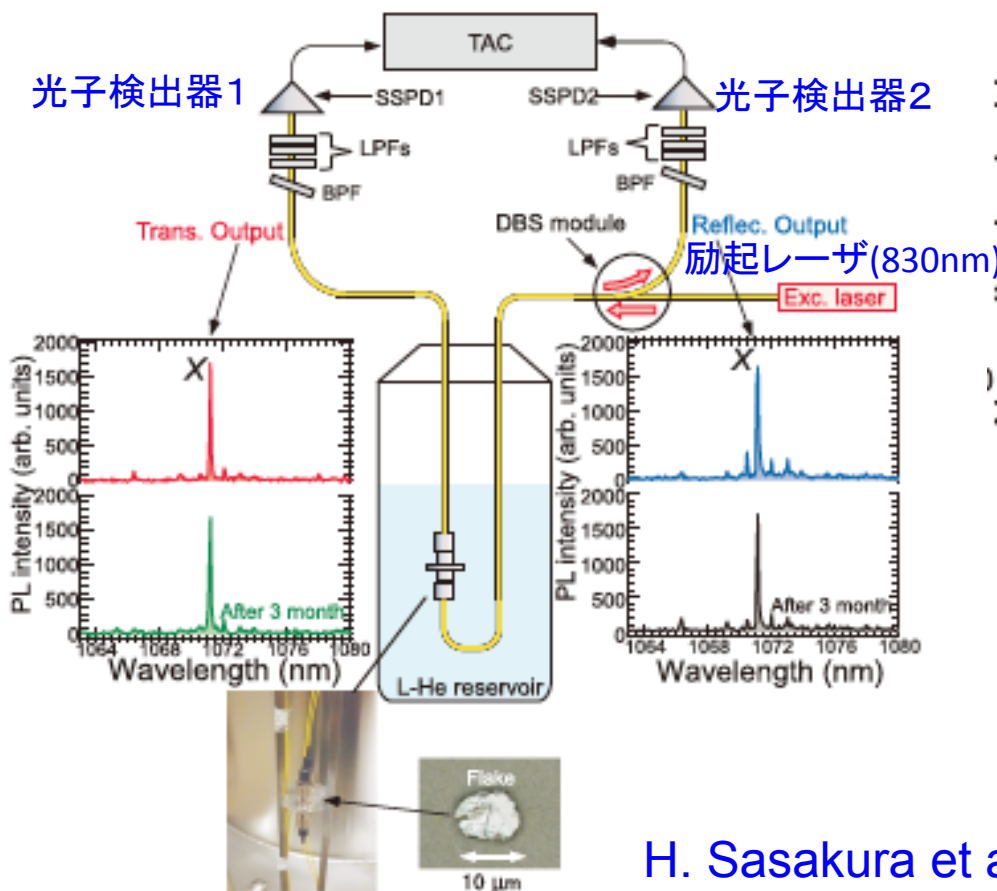 TAC
光子検出器1
SSPD1
SSPD2
光子検出器2
LPFs
LPFs
BPF
BPF
Trans. Output
DBS module
Reflec. Output
励起レーザ(830nm)
Exc. laser
PL intensity (arb. units)
2000
1500
1000
500
0
X
2000
1500
1000
500
0
After 3 month
1064
1068
1072
1076
1080
Wavelength (nm)
L-He reservoir
PL intensity (arb. units)
2000
1500
1000
500
0
X
2000
1500
1000
500
0
After 3 month
1064
1068
1072
1076
1080
Wavelength (nm)
Flake
10 µm
H. Sasakura et a